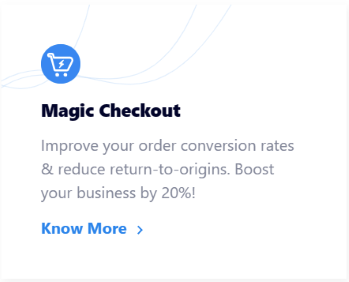 Magic Checkout
Improve your order conversion rates
& reduce return-to-origins. Boost
your business by 20%!
Know More